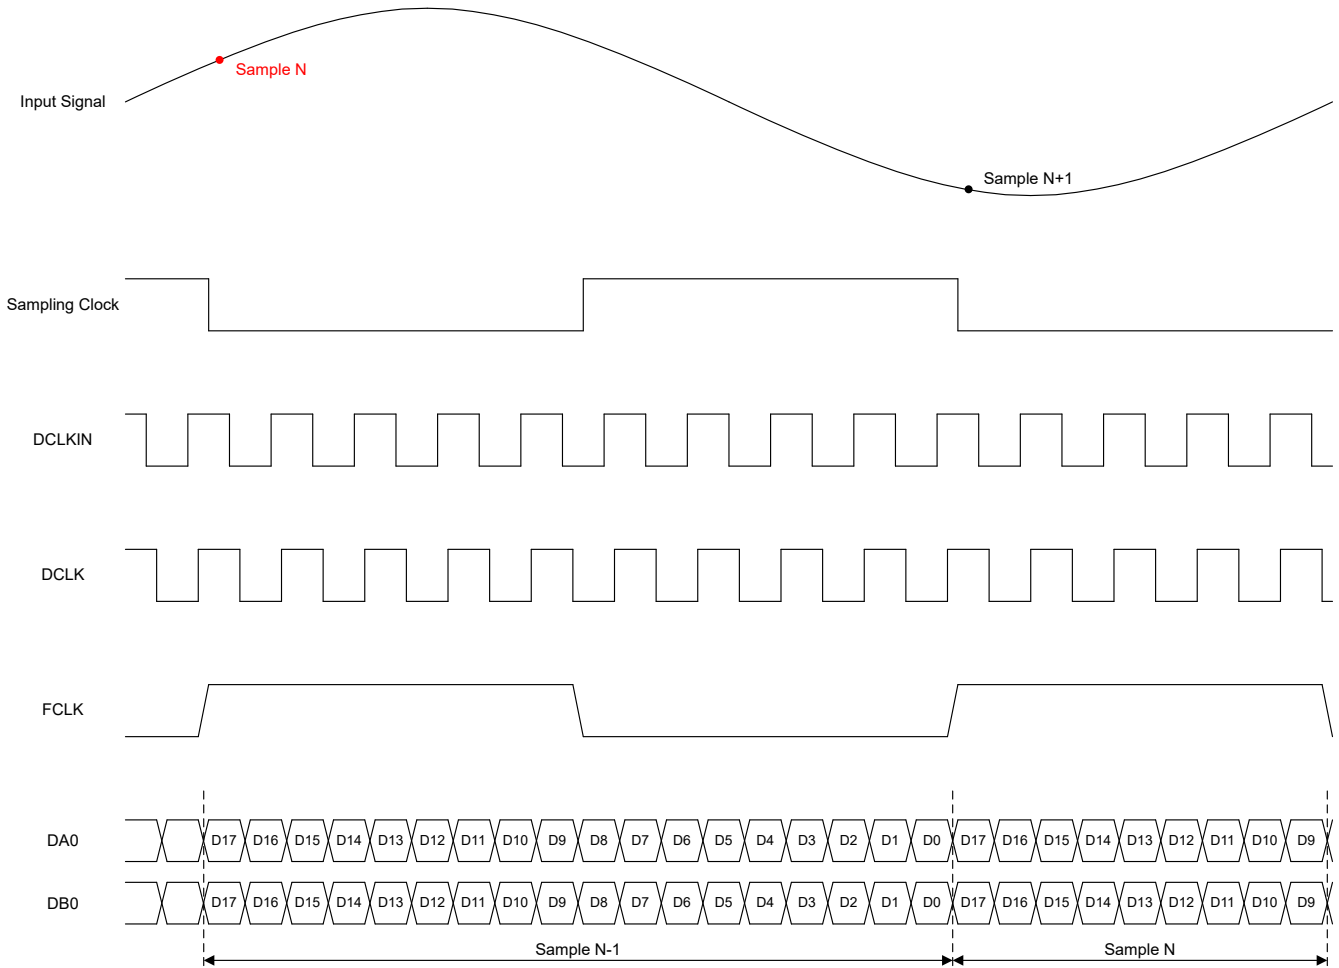 Sample N
Input Signal
Sample N+1
Sampling Clock
DCLKIN
DCLK
FCLK
DA0 D17 D16 D15 D14 D13 D12 D11 D10 D9 D8 D7 D6 D5 D4 D3 D2 D1 D0 D17 D16 D15 D14 D13 D12 D11 D10 D9
DB0 D17 D16 D15 D14 D13 D12 D11 D10 D9 D8 D7 D6 D5 D4 D3 D2 D1 D0 D17 D16 D15 D14 D13 D12 D11 D10 D9
Sample N-1 Sample N